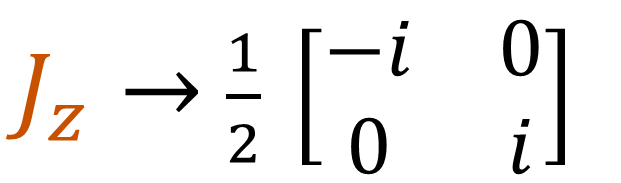 J_z → 1/2 [ −i 0
0 i ]